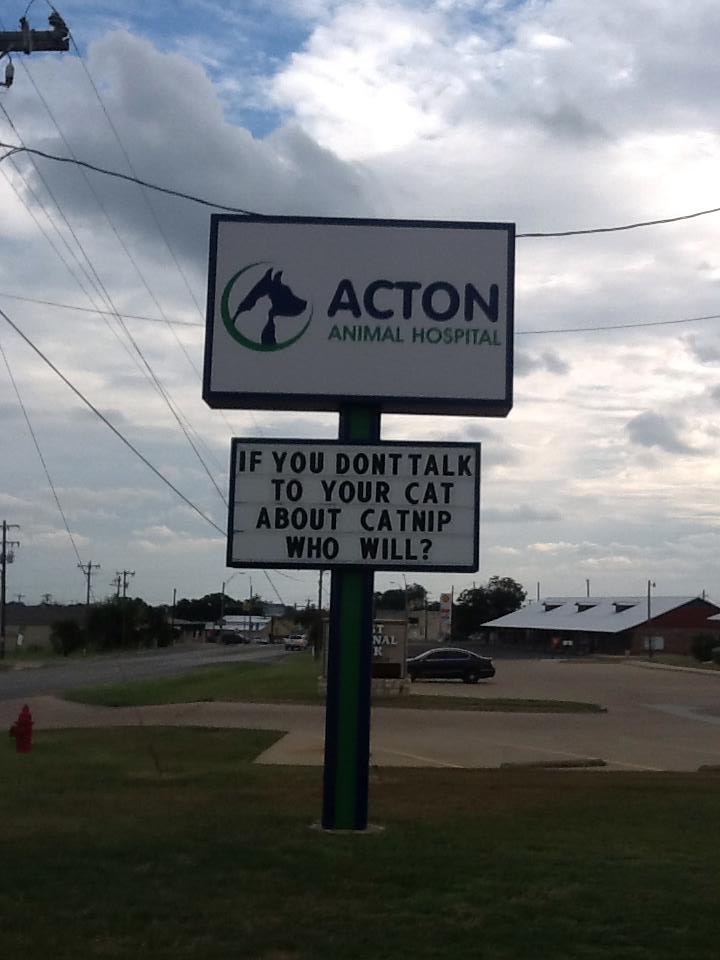 ACTON
ANIMAL HOSPITAL
IF YOU DONT TALK
TO YOUR CAT
ABOUT CATNIP
WHO WILL?